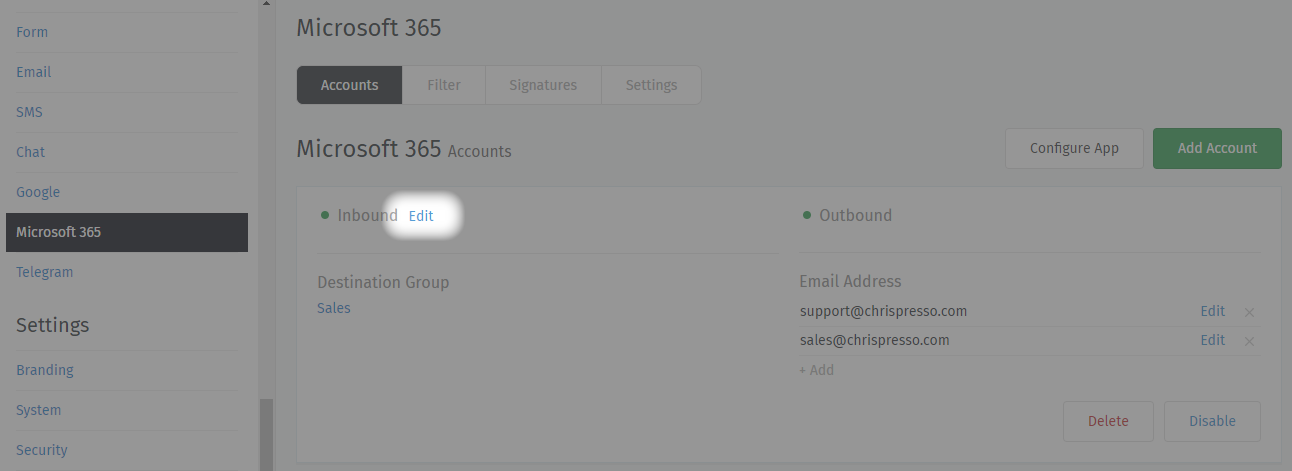 Form
Email
SMS
Chat
Google
Microsoft 365
Telegram
Settings
Branding
System
Security
Microsoft 365
Accounts Filter Signatures Settings
Microsoft 365 Accounts
Configure App Add Account
Inbound Edit
Destination Group
Sales
Outbound
Email Address
support@chrispresso.com Edit ×
sales@chrispresso.com Edit ×
+ Add
Delete Disable